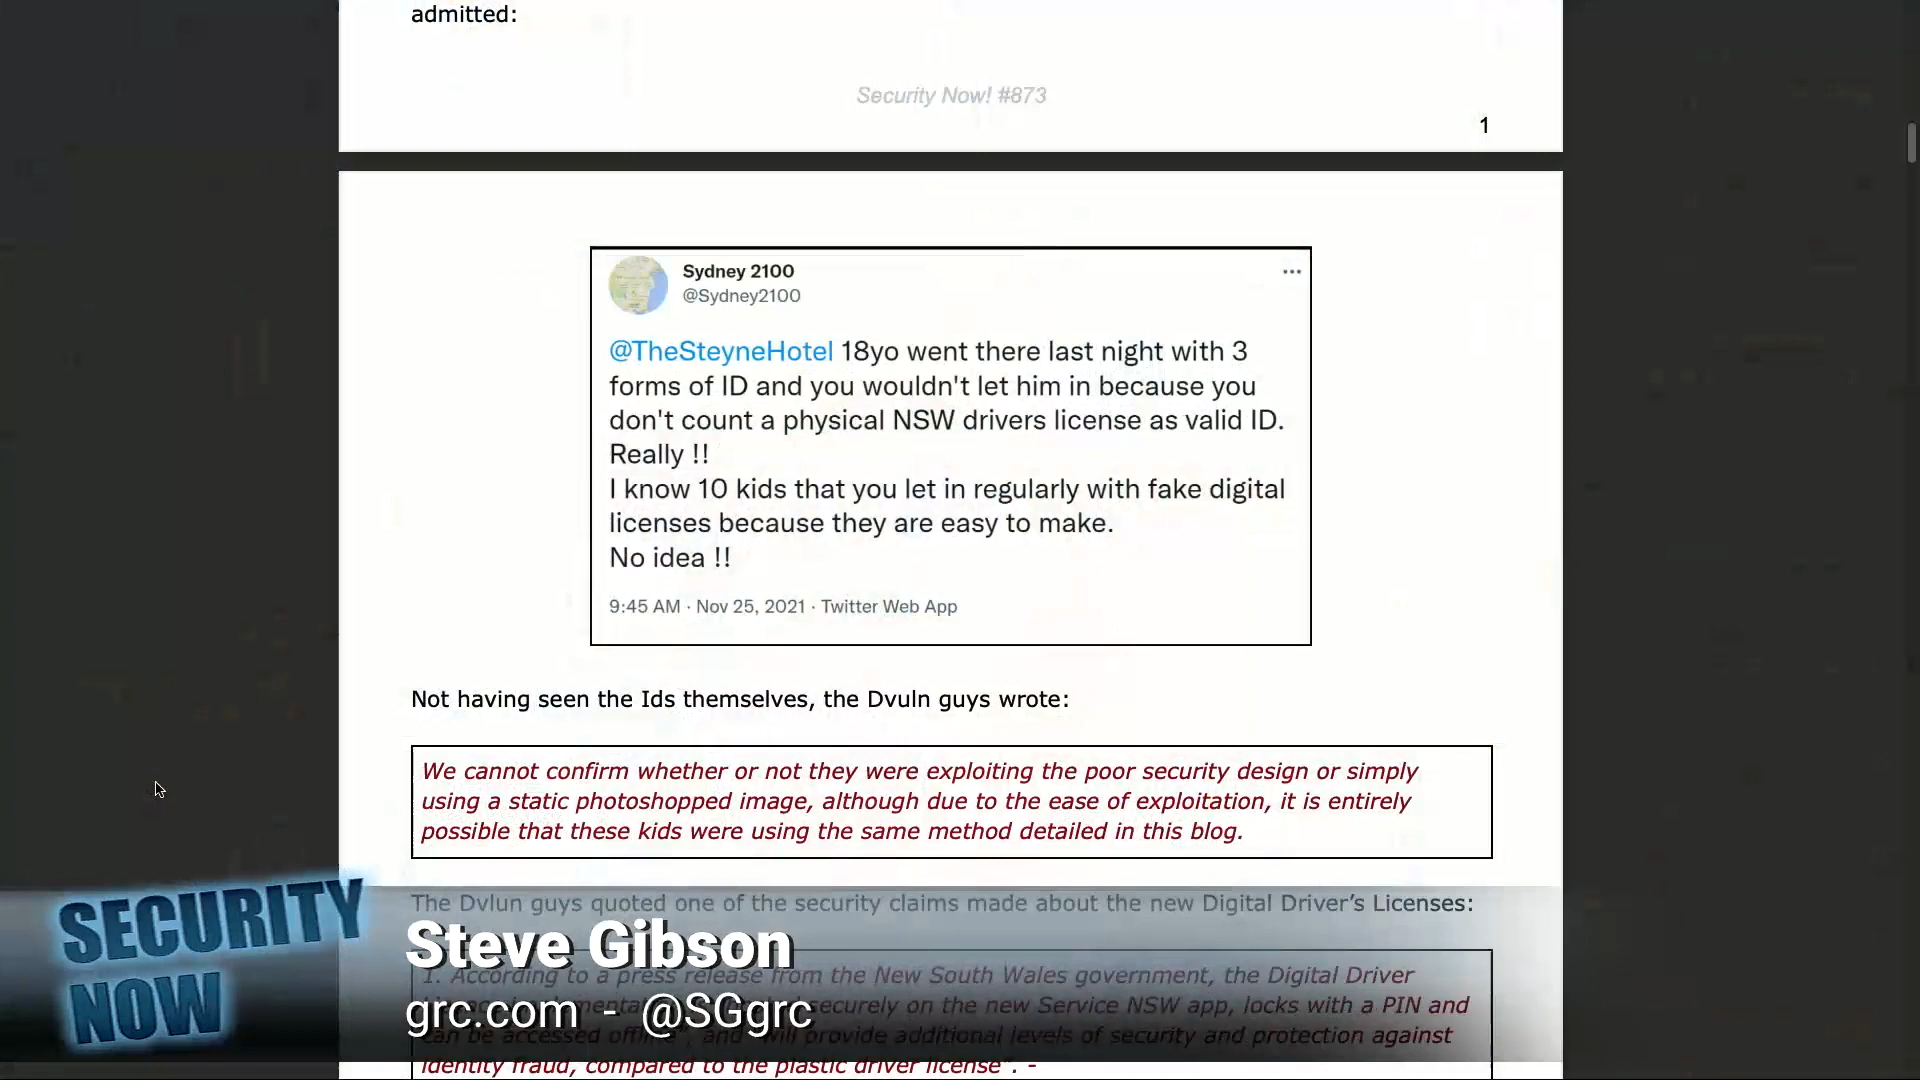 admitted:
Security Now! #873
1
Sydney 2100
@Sydney2100
@TheSteyneHotel 18yo went there last night with 3
forms of ID and you wouldn't let him in because you
don't count a physical NSW drivers license as valid ID.
Really !!
I know 10 kids that you let in regularly with fake digital
licenses because they are easy to make.
No idea !!
9:45 AM · Nov 25, 2021 · Twitter Web App
Not having seen the Ids themselves, the Dvuln guys wrote:
We cannot confirm whether or not they were exploiting the poor security design or simply
using a static photoshopped image, although due to the ease of exploitation, it is entirely
possible that these kids were using the same method detailed in this blog.
The Dvlun guys quoted one of the security claims made about the new Digital Driver's Licenses:
1. According to a press release from the New South Wales government, the Digital Driver
securely on the new Service NSW app, locks with a PIN and
can be accessed offline", and "will provide additional levels of security and protection against
identity fraud, compared to the plastic driver license". -
SECURITY
NOW
Steve Gibson
grc.com - @SGgrc